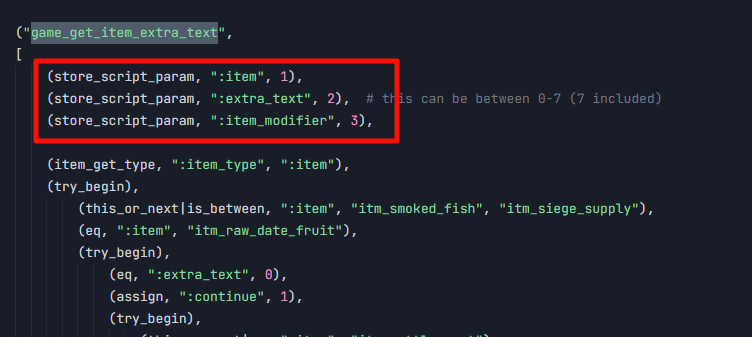 ("game_get_item_extra_text",
[
(store_script_param, ":item", 1),
(store_script_param, ":extra_text", 2),  # this can be between 0-7 (7 included)
(store_script_param, ":item_modifier", 3),
(item_get_type, ":item_type", ":item"),
(try_begin),
(this_or_next|is_between, ":item", "itm_smoked_fish", "itm_siege_supply"),
(eq, ":item", "itm_raw_date_fruit"),
(try_begin),
(eq, ":extra_text", 0),
(assign, ":continue", 1),
(try_begin),